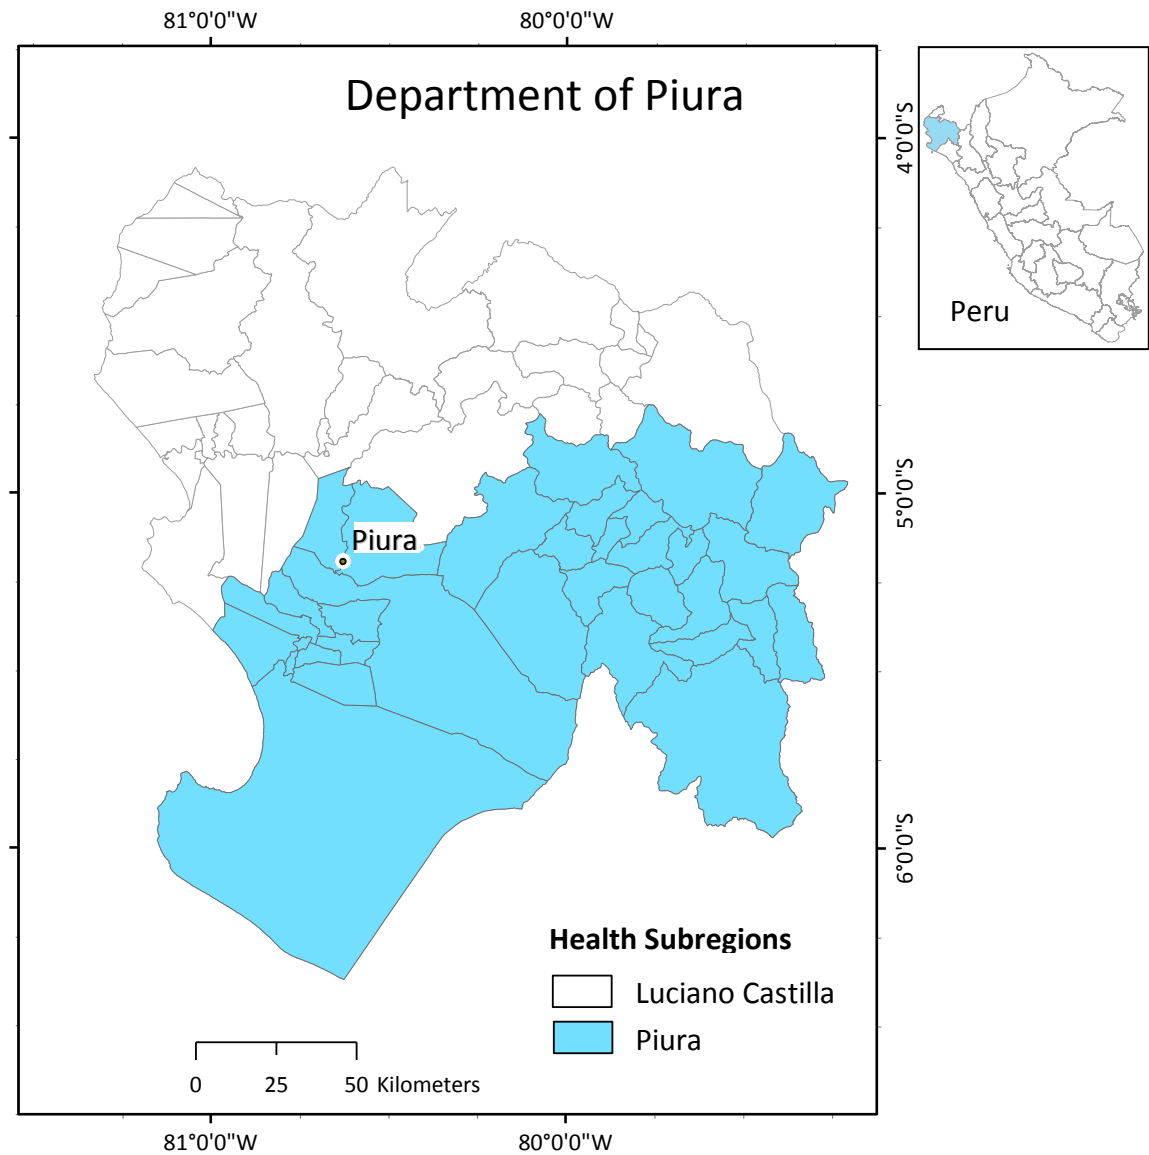 81°0'0"W
80°0'0"W
Department of Piura
4°0'0"S
Peru
5°0'0"S
Piura
6°0'0"S
Health Subregions
Luciano Castilla
Piura
0
25
50 Kilometers
81°0'0"W
80°0'0"W